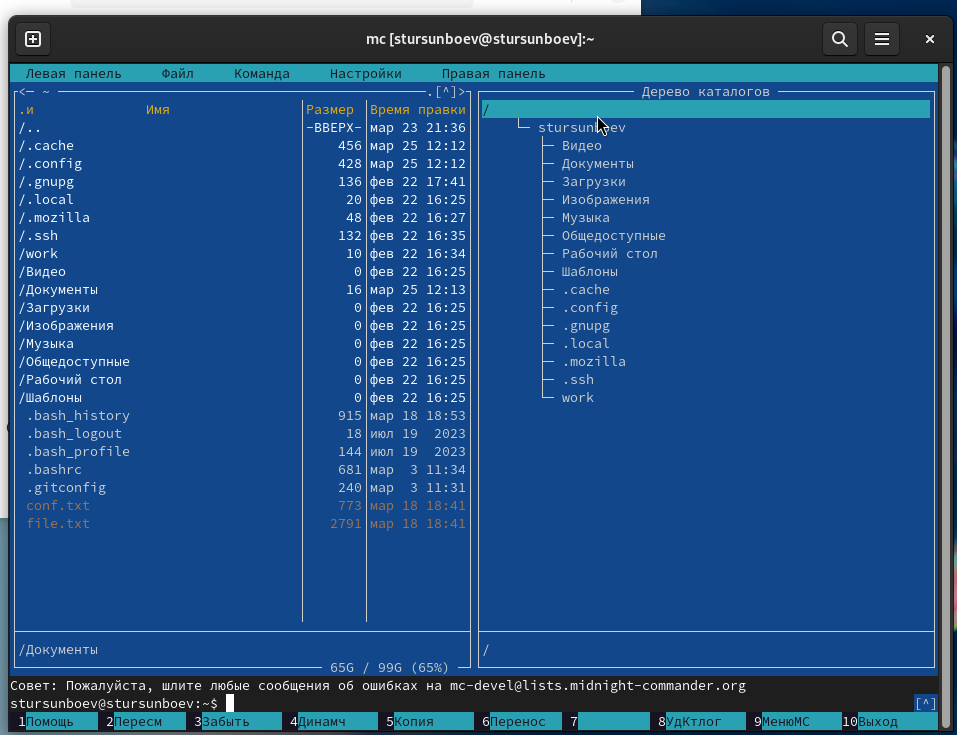 mc [stursunboev@stursunboev]:~
Левая панель Файл Команда Настройки Правая панель
<─ ~ .[^]> Дерево каталогов
.и Имя Размер Время правки /
/.. -ВВЕРХ- мар 23 21:36 stursunboev
/.cache 456 мар 25 12:12 Видео
/.config 428 мар 25 12:12 Документы
/.gnupg 136 фев 22 17:41 Загрузки
/.local 20 фев 22 16:25 Изображения
/.mozilla 48 фев 22 16:27 Музыка
/.ssh 132 фев 22 16:35 Общедоступные
/work 10 фев 22 16:34 Рабочий стол
/Видео 0 фев 22 16:25 Шаблоны
/Документы 16 мар 25 12:13 .cache
/Загрузки 0 фев 22 16:25 .config
/Изображения 0 фев 22 16:25 .gnupg
/Музыка 0 фев 22 16:25 .local
/Общедоступные 0 фев 22 16:25 .mozilla
/Рабочий стол 0 фев 22 16:25 .ssh
/Шаблоны 0 фев 22 16:25 work
.bash_history 915 мар 18 18:53
.bash_logout 18 июл 19 2023
.bash_profile 144 июл 19 2023
.bashrc 681 мар 3 11:34
.gitconfig 240 мар 3 11:31
conf.txt 773 мар 18 18:41
file.txt 2791 мар 18 18:41
/Документы /
65G / 99G (65%)
Совет: Пожалуйста, шлите любые сообщения об ошибках на mc-devel@lists.midnight-commander.org
stursunboev@stursunboev:~$ [^]
1Помощь 2Пересм 3Забыть 4Динамч 5Копия 6Перенос 7 8УдКтлог 9МенюMC 10Выход